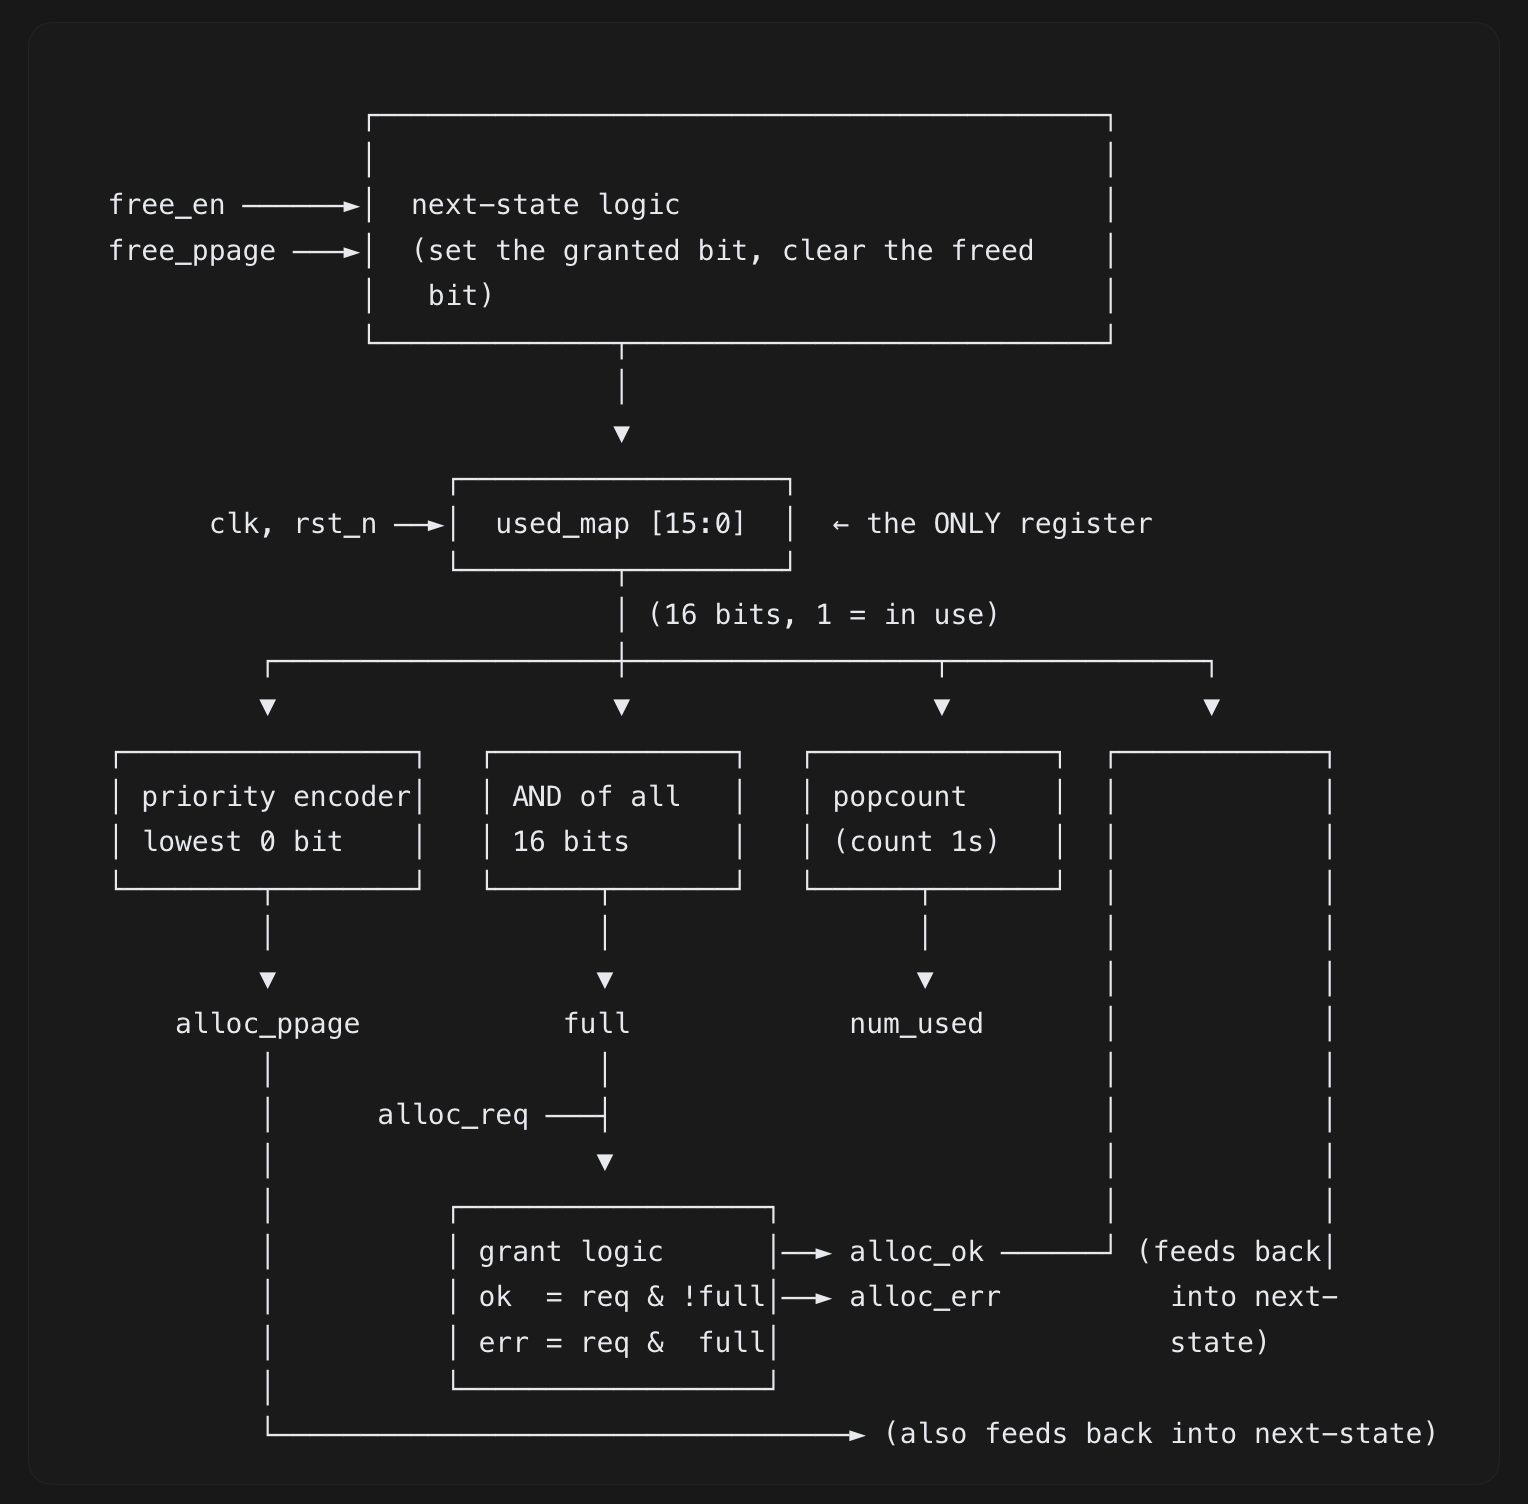 free_en
next-state logic
free_ppage
(set the granted bit, clear the freed
bit)
clk, rst_n
used_map [15:0]
← the ONLY register
(16 bits, 1 = in use)
priority encoder
lowest 0 bit
AND of all
16 bits
popcount
(count 1s)
alloc_ppage
full
num_used
alloc_req
grant logic
ok  = req & !full
err = req &  full
alloc_ok
alloc_err
(feeds back
into next-
state)
(also feeds back into next-state)